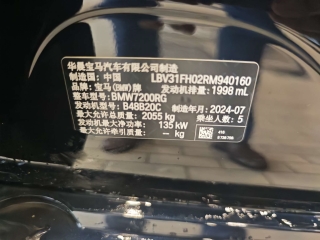 华晨宝马汽车有限公司制造
制造国：中国 LBV31FH02RM940160
品牌：宝马(BMW)牌 发动机排量：1998 mL
整车型号：BMW7200RG
发动机型号：B48B20C 制造年月：2024-07
最大允许总质量：2055 kg 乘坐人数：5
发动机最大净功率：135 kW
最大允许牵引质量：-- kg